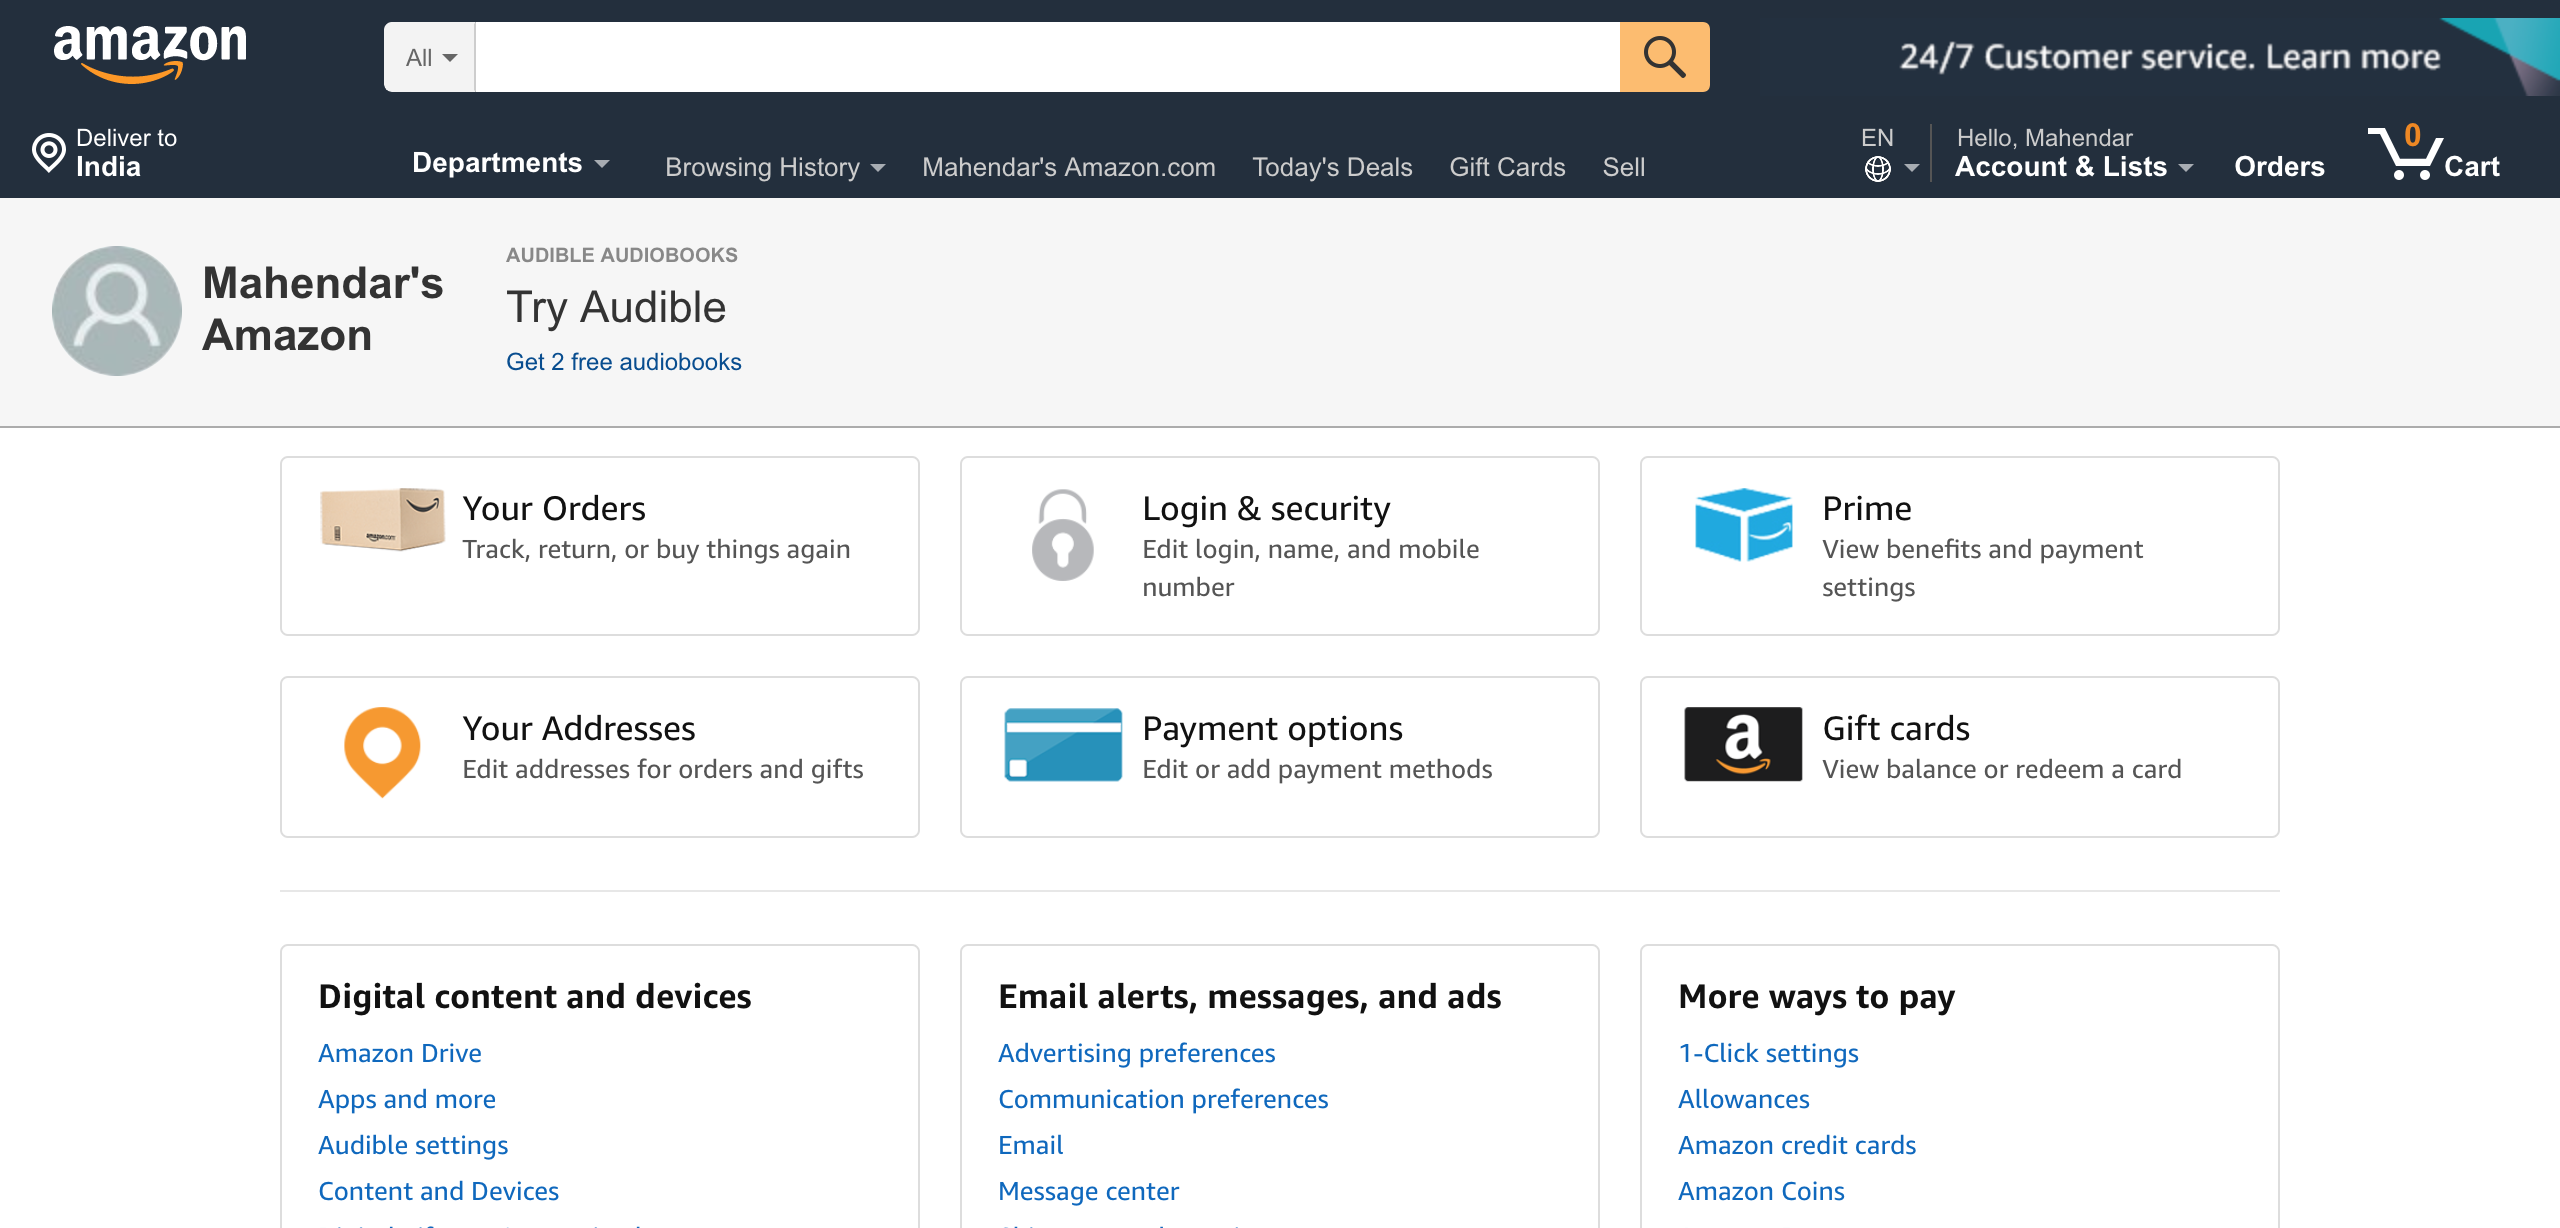 amazon
All
24/7 Customer service. Learn more
Deliver to
India
Departments
Browsing History
Mahendar's Amazon.com
Today's Deals
Gift Cards
Sell
EN
Hello, Mahendar
Account & Lists
Orders
0
Cart
Mahendar's
Amazon
AUDIBLE AUDIOBOOKS
Try Audible
Get 2 free audiobooks
amazon.com
Your Orders
Track, return, or buy things again
Login & security
Edit login, name, and mobile
number
Prime
View benefits and payment
settings
Your Addresses
Edit addresses for orders and gifts
Payment options
Edit or add payment methods
a
Gift cards
View balance or redeem a card
Digital content and devices
Amazon Drive
Apps and more
Audible settings
Content and Devices
Email alerts, messages, and ads
Advertising preferences
Communication preferences
Email
Message center
More ways to pay
1-Click settings
Allowances
Amazon credit cards
Amazon Coins